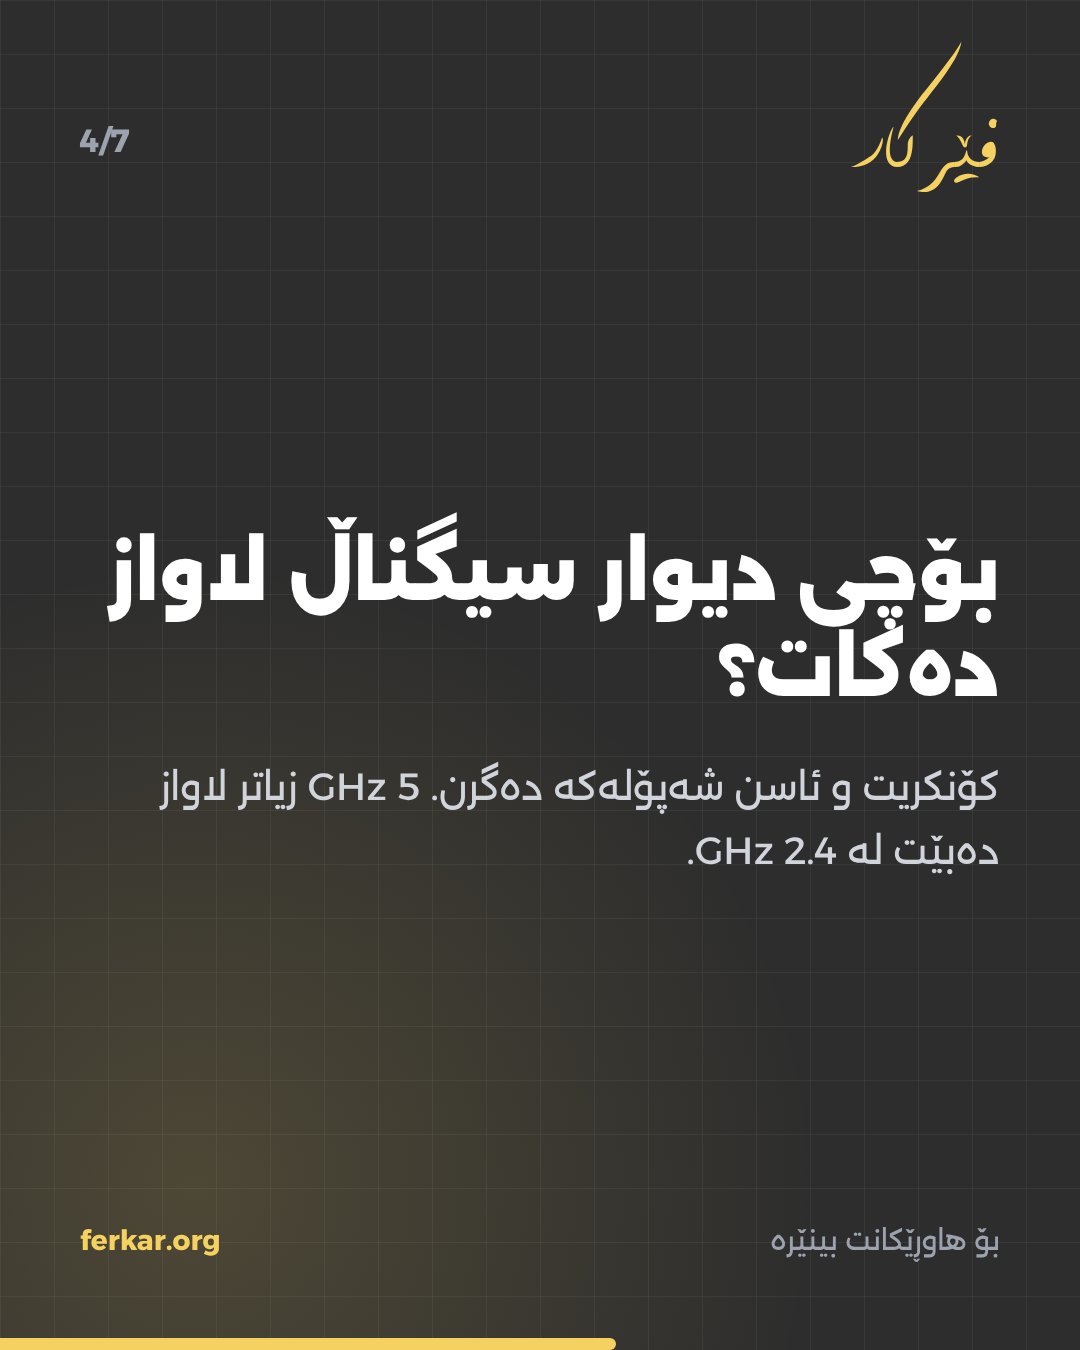 فێرکار
4/7
بۆچی دیوار سیگناڵ لاواز
دەکات؟
کۆنکریت و ئاسن شەپۆلەکە دەگرن. 5 GHz زیاتر لاواز
دەبێت لە 2.4 GHz.
بۆ هاوڕێکانت بینێرە
ferkar.org